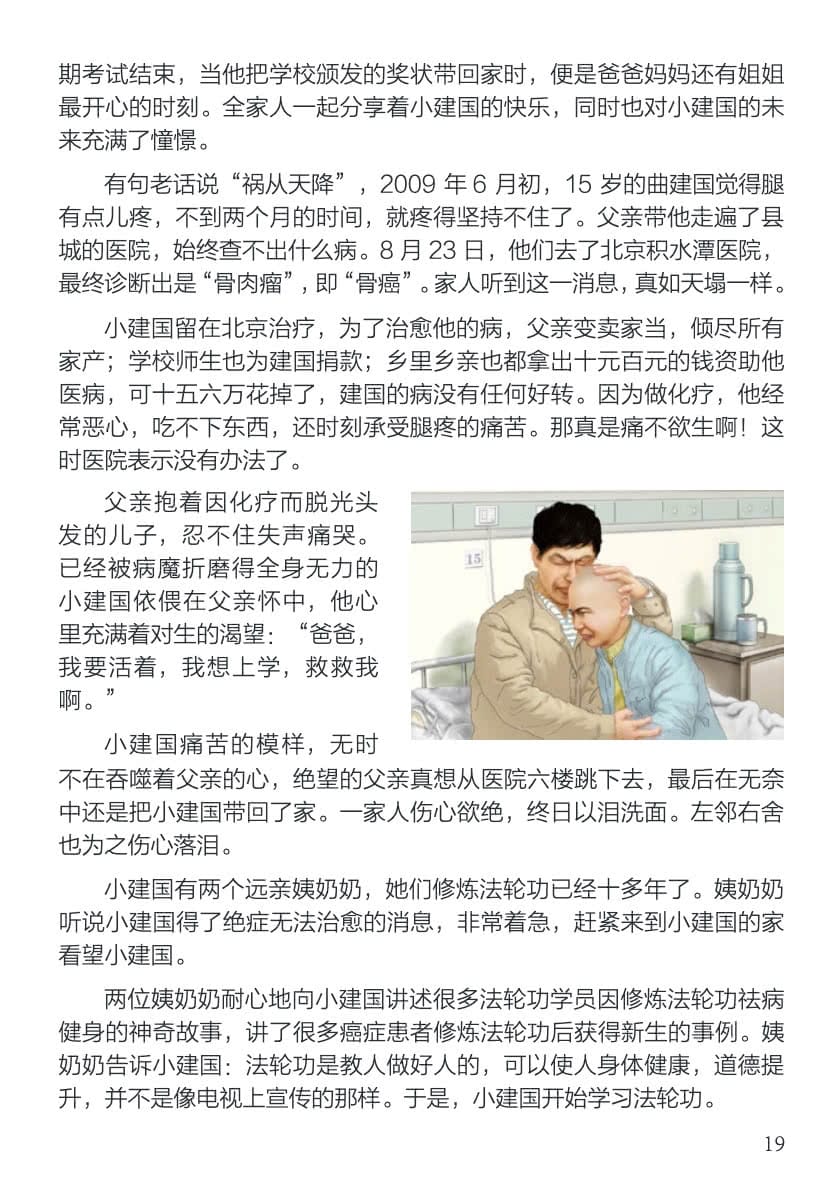 期考试结束，当他把学校颁发的奖状带回家时，便是爸爸妈妈还有姐姐
最开心的时刻。全家人一起分享着小建国的快乐，同时也对小建国的未
来充满了憧憬。
有句老话说“祸从天降”，2009 年 6 月初，15 岁的曲建国觉得腿
有点儿疼，不到两个月的时间，就疼得坚持不住了。父亲带他走遍了县
城的医院，始终查不出什么病。8 月 23 日，他们去了北京积水潭医院，
最终诊断出是“骨肉瘤”，即“骨癌”。家人听到这一消息，真如天塌一样。
小建国留在北京治疗，为了治愈他的病，父亲变卖家当，倾尽所有
家产；学校师生也为建国捐款；乡里乡亲也都拿出十元百元的钱资助他
医病，可十五六万花掉了，建国的病没有任何好转。因为做化疗，他经
常恶心，吃不下东西，还时刻承受腿疼的痛苦。那真是痛不欲生啊！这
时医院表示没有办法了。
父亲抱着因化疗而脱光头
发的儿子，忍不住失声痛哭。
已经被病魔折磨得全身无力的
小建国依偎在父亲怀中，他心
里充满着对生的渴望：“爸爸，
我要活着，我想上学，救救我
啊。”
15
小建国痛苦的模样，无时
不在吞噬着父亲的心，绝望的父亲真想从医院六楼跳下去，最后在无奈
中还是把小建国带回了家。一家人伤心欲绝，终日以泪洗面。左邻右舍
也为之伤心落泪。
小建国有两个远亲姨奶奶，她们修炼法轮功已经十多年了。姨奶奶
听说小建国得了绝症无法治愈的消息，非常着急，赶紧来到小建国的家
看望小建国。
两位姨奶奶耐心地向小建国讲述很多法轮功学员因修炼法轮功祛病
健身的神奇故事，讲了很多癌症患者修炼法轮功后获得新生的事例。姨
奶奶告诉小建国：法轮功是教人做好人的，可以使人身体健康，道德提
升，并不是像电视上宣传的那样。于是，小建国开始学习法轮功。
19